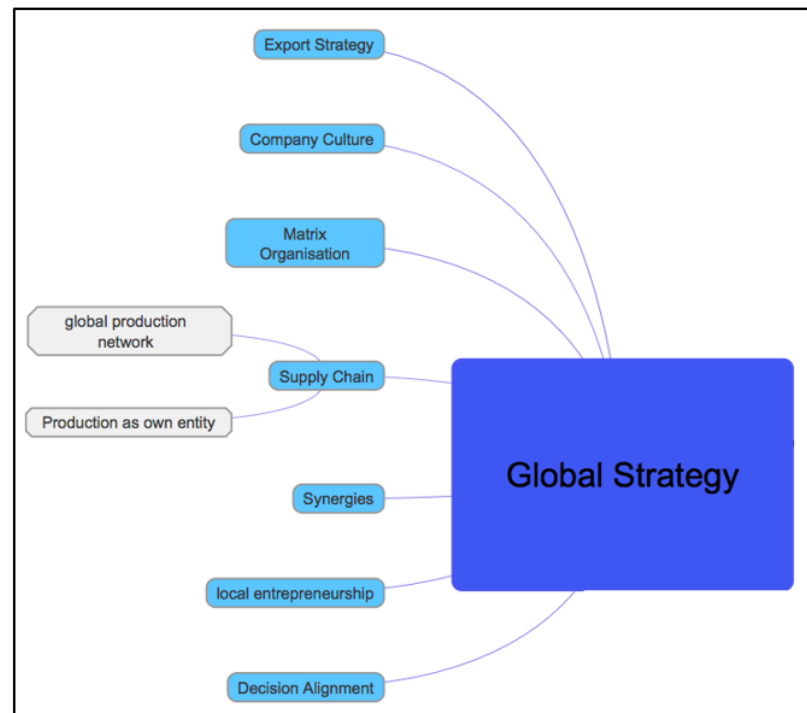 Export Strategy
Company Culture
Matrix
Organisation
global production
network
Supply Chain
Production as own entity
Global Strategy
Synergies
local entrepreneurship
Decision Alignment